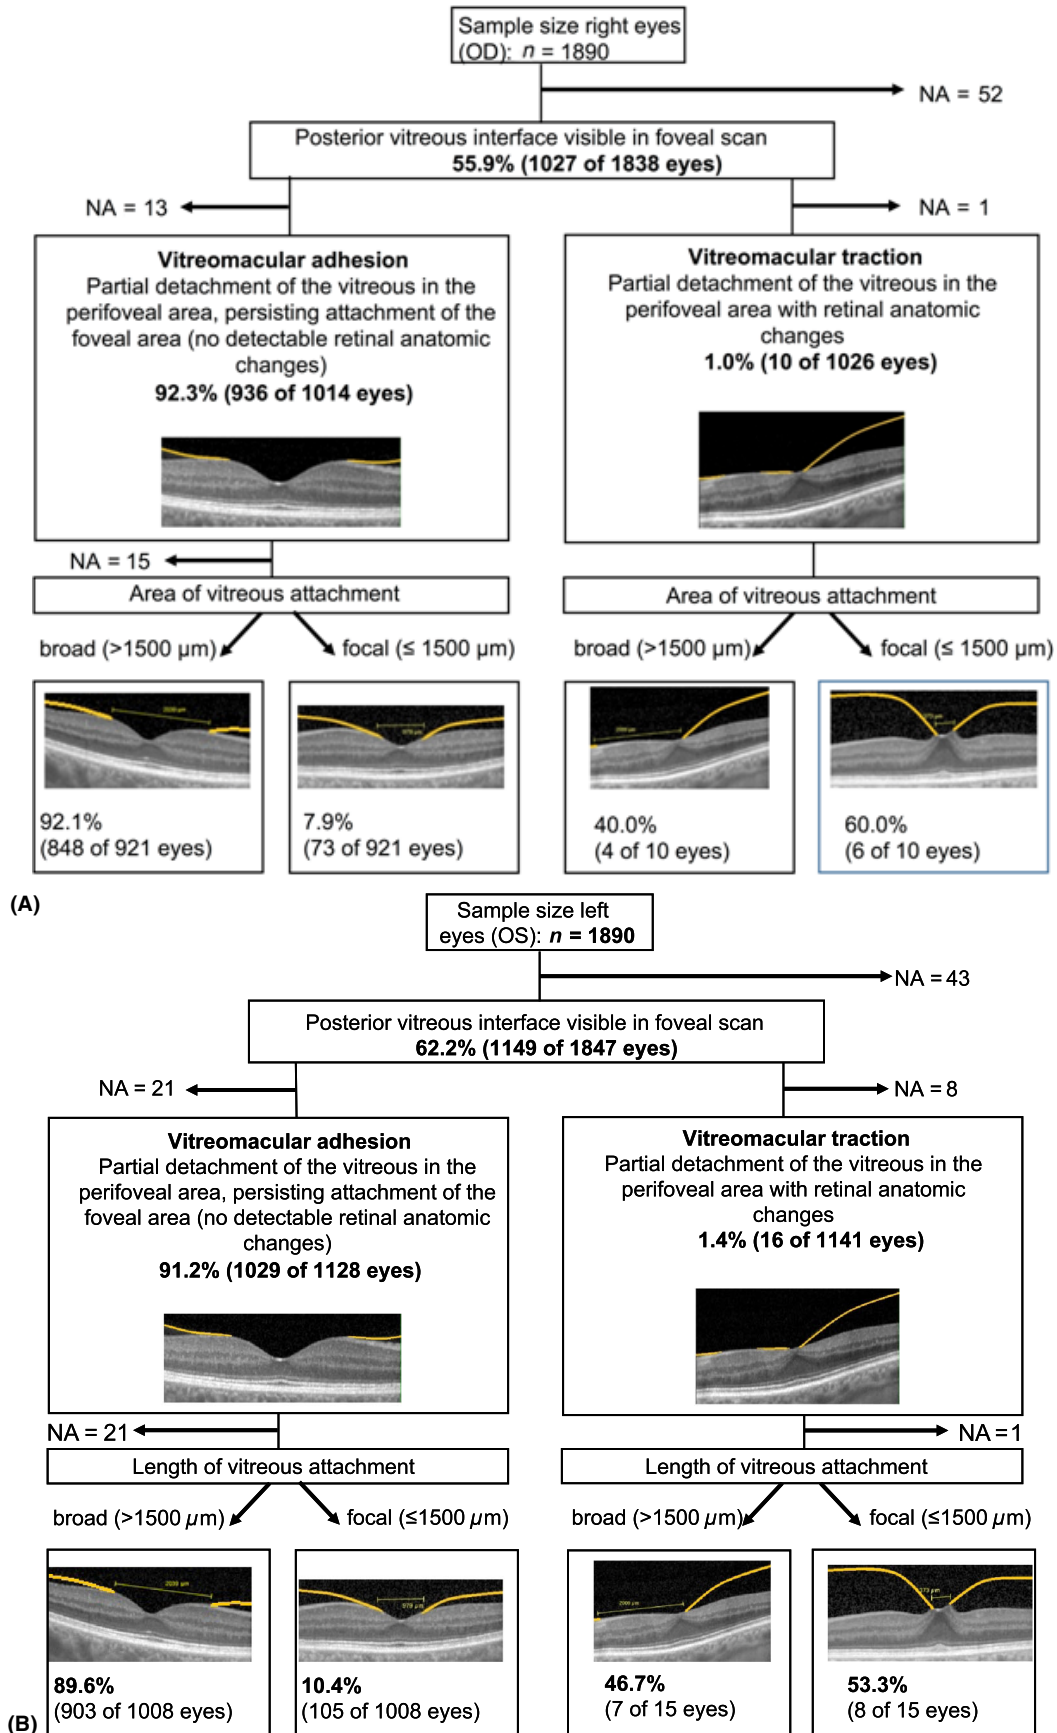 Sample size right eyes
(OD): n = 1890
NA = 52
Posterior vitreous interface visible in foveal scan
55.9% (1027 of 1838 eyes)
NA = 13
NA = 1
Vitreomacular adhesion
Partial detachment of the vitreous in the
perifoveal area, persisting attachment of the
foveal area (no detectable retinal anatomic
changes)
92.3% (936 of 1014 eyes)
Vitreomacular traction
Partial detachment of the vitreous in the
perifoveal area with retinal anatomic
changes
1.0% (10 of 1026 eyes)
NA = 15
Area of vitreous attachment
Area of vitreous attachment
broad (>1500 µm)
focal (≤ 1500 µm)
broad (>1500 µm)
focal (≤ 1500 µm)
92.1%
(848 of 921 eyes)
7.9%
(73 of 921 eyes)
40.0%
(4 of 10 eyes)
60.0%
(6 of 10 eyes)
(A)
Sample size left
eyes (OS): n = 1890
NA = 43
Posterior vitreous interface visible in foveal scan
62.2% (1149 of 1847 eyes)
NA = 21
NA = 8
Vitreomacular adhesion
Partial detachment of the vitreous in the
perifoveal area, persisting attachment of the
foveal area (no detectable retinal anatomic
changes)
91.2% (1029 of 1128 eyes)
Vitreomacular traction
Partial detachment of the vitreous in the
perifoveal area with retinal anatomic
changes
1.4% (16 of 1141 eyes)
NA = 21
NA = 1
Length of vitreous attachment
Length of vitreous attachment
broad (>1500 µm)
focal (≤1500 µm)
broad (>1500 µm)
focal (≤1500 µm)
89.6%
(903 of 1008 eyes)
10.4%
(105 of 1008 eyes)
46.7%
(7 of 15 eyes)
53.3%
(8 of 15 eyes)
(B)